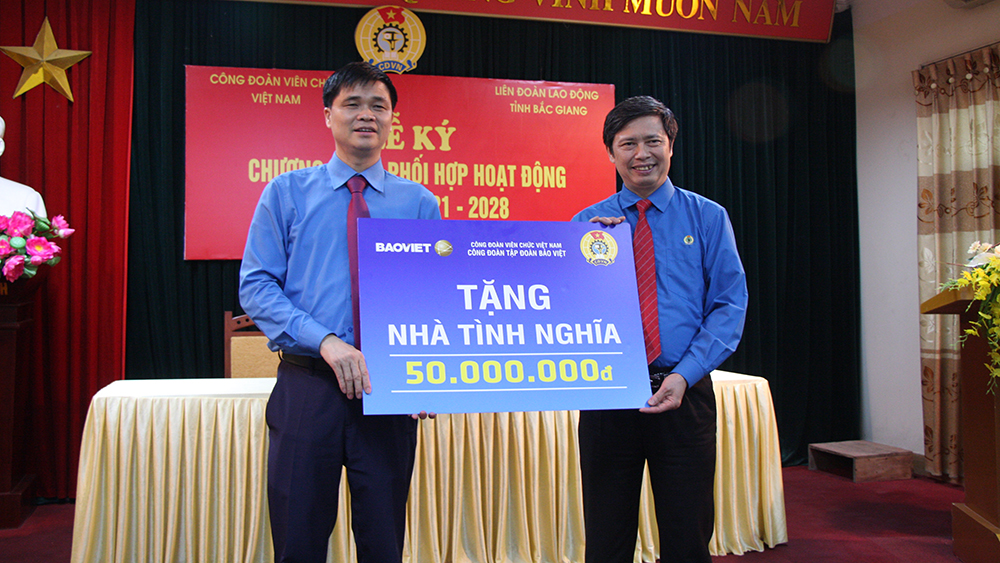 VINH MUÔN NĂM
CĐVN
CÔNG ĐOÀN VIÊN
VIỆT NAM
LIÊN ĐOÀN LAO ĐỘNG
TỈNH BẮC GIANG
KÝ
PHỐI HỢP HOẠT ĐỘNG
- 2028
BAOVIET
CÔNG ĐOÀN VIÊN CHỨC VIỆT NAM
CÔNG ĐOÀN TẬP ĐOÀN BẢO VIỆT
CĐVN
TẶNG
NHÀ TÌNH NGHĨA
50.000.000đ